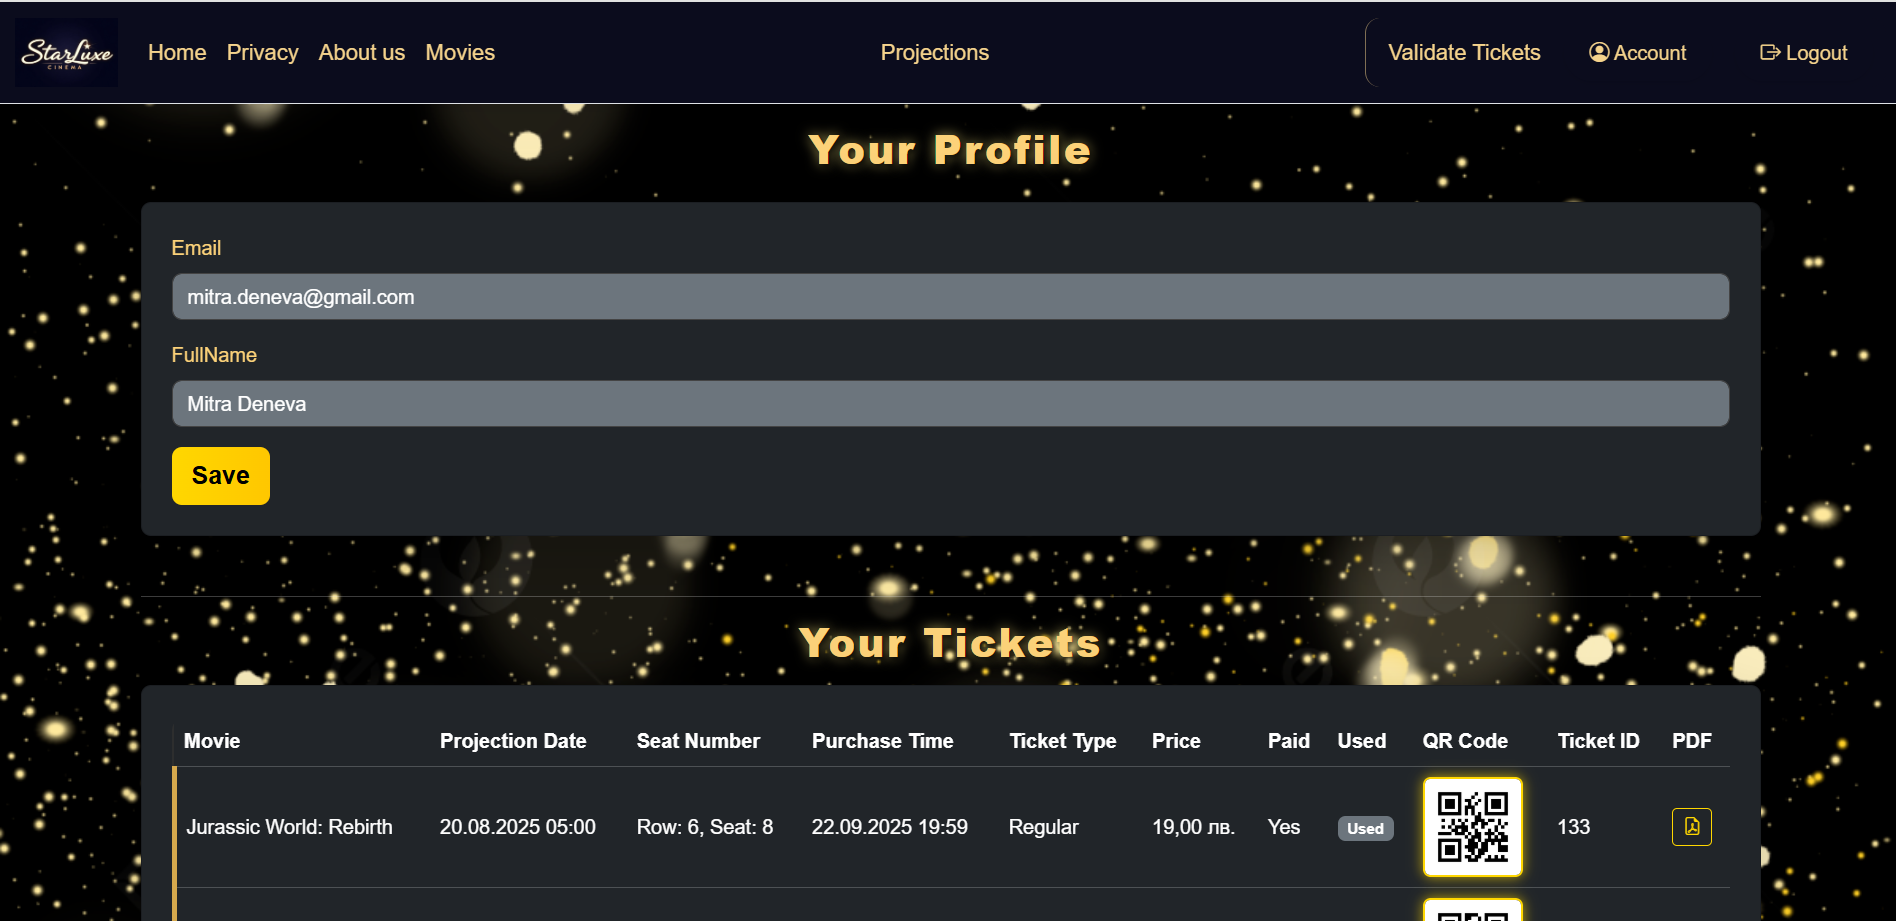 StarLuxe
CINEMA
Home Privacy About us Movies Projections Validate Tickets Account Logout
Your Profile
Email
mitra.deneva@gmail.com
FullName
Mitra Deneva
Save
Your Tickets
Movie Projection Date Seat Number Purchase Time Ticket Type Price Paid Used QR Code Ticket ID PDF
Jurassic World: Rebirth 20.08.2025 05:00 Row: 6, Seat: 8 22.09.2025 19:59 Regular 19,00 лв. Yes Used 133